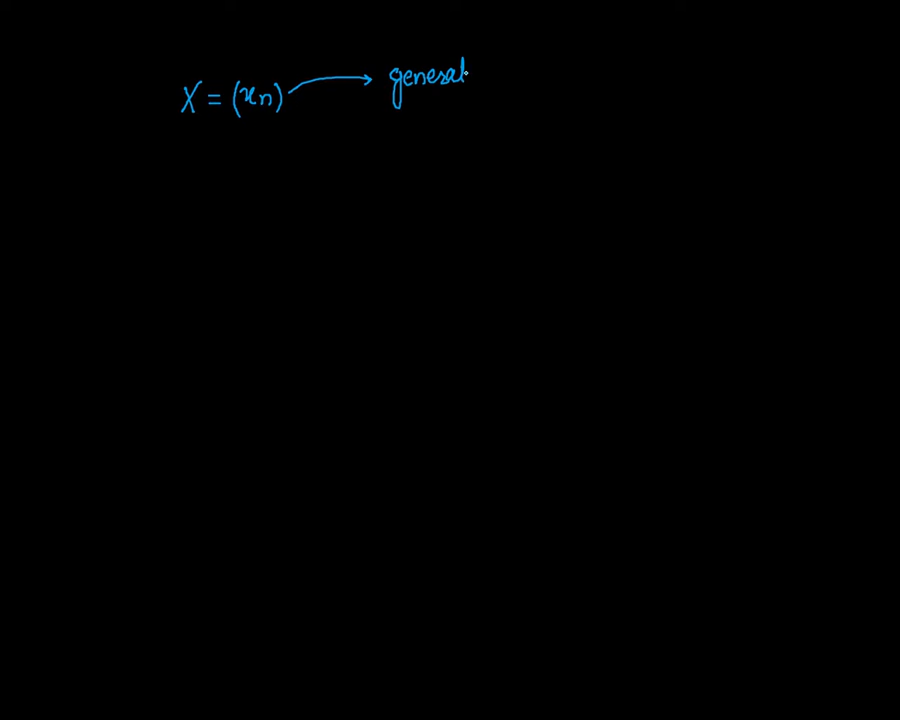 X = (xn) → general